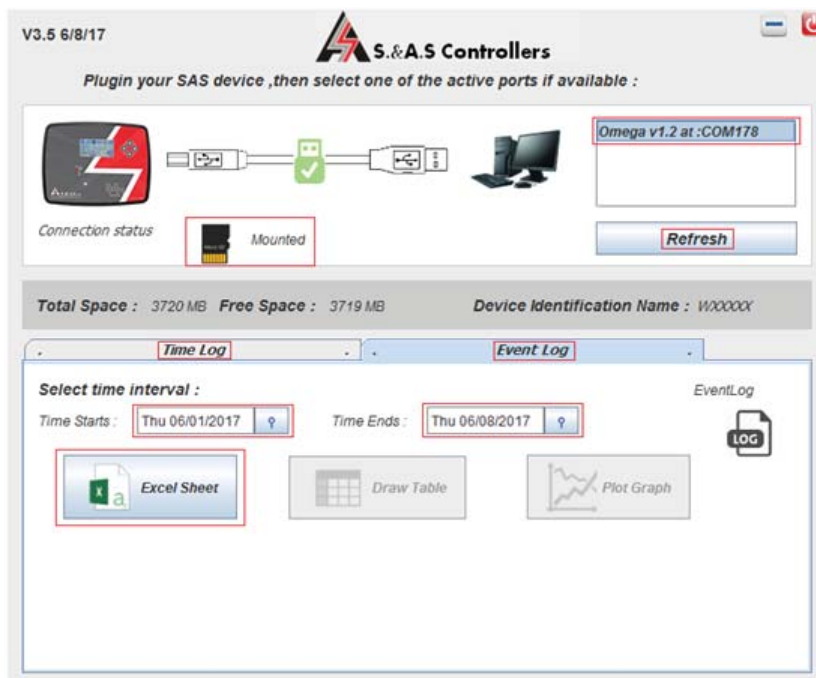 V3.5 6/8/17
S.&A.S Controllers
Plugin your SAS device ,then select one of the active ports if available :
Omega v1.2 at :COM178
Connection status
Mounted
Refresh
Total Space : 3720 MB Free Space : 3719 MB Device Identification Name : WXXXXX
. Time Log . . Event Log .
Select time interval :
EventLog
Time Starts : Thu 06/01/2017 Time Ends : Thu 06/08/2017
LOG
Excel Sheet Draw Table Plot Graph